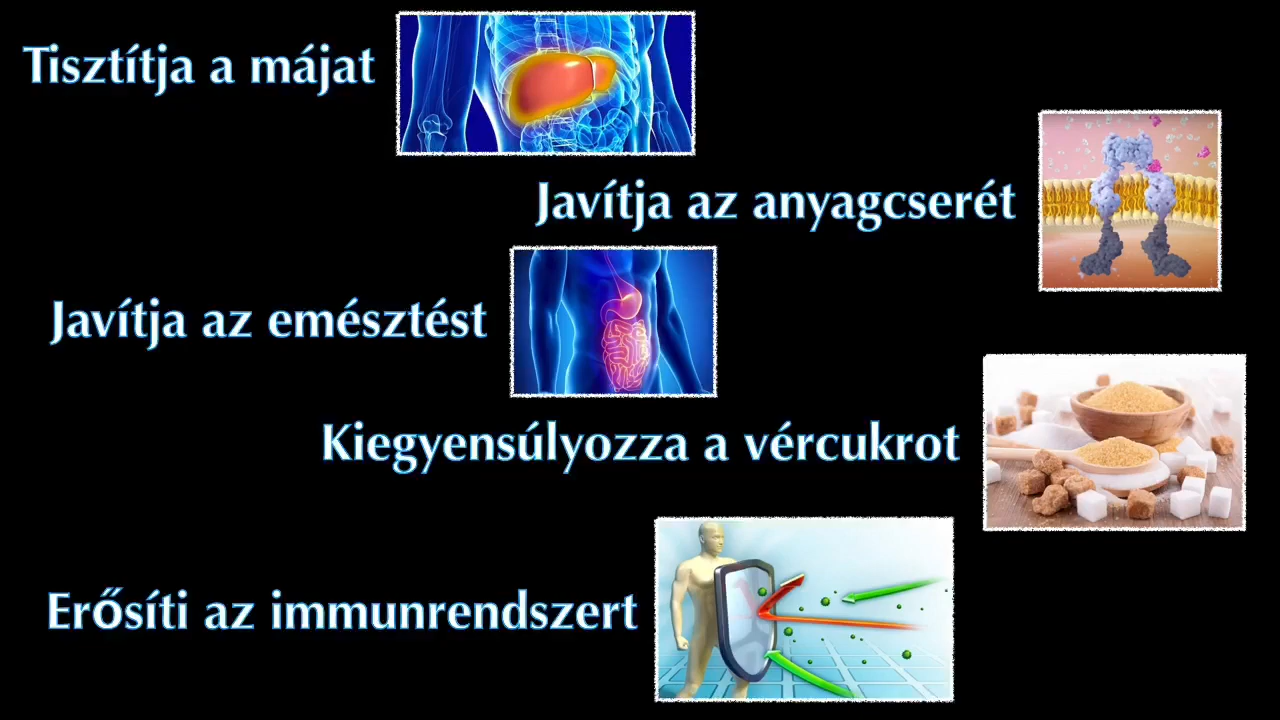 Tisztítja a májat
Javítja az anyagcserét
Javítja az emésztést
Kiegyensúlyozza a vércukrot
Erősíti az immunrendszert